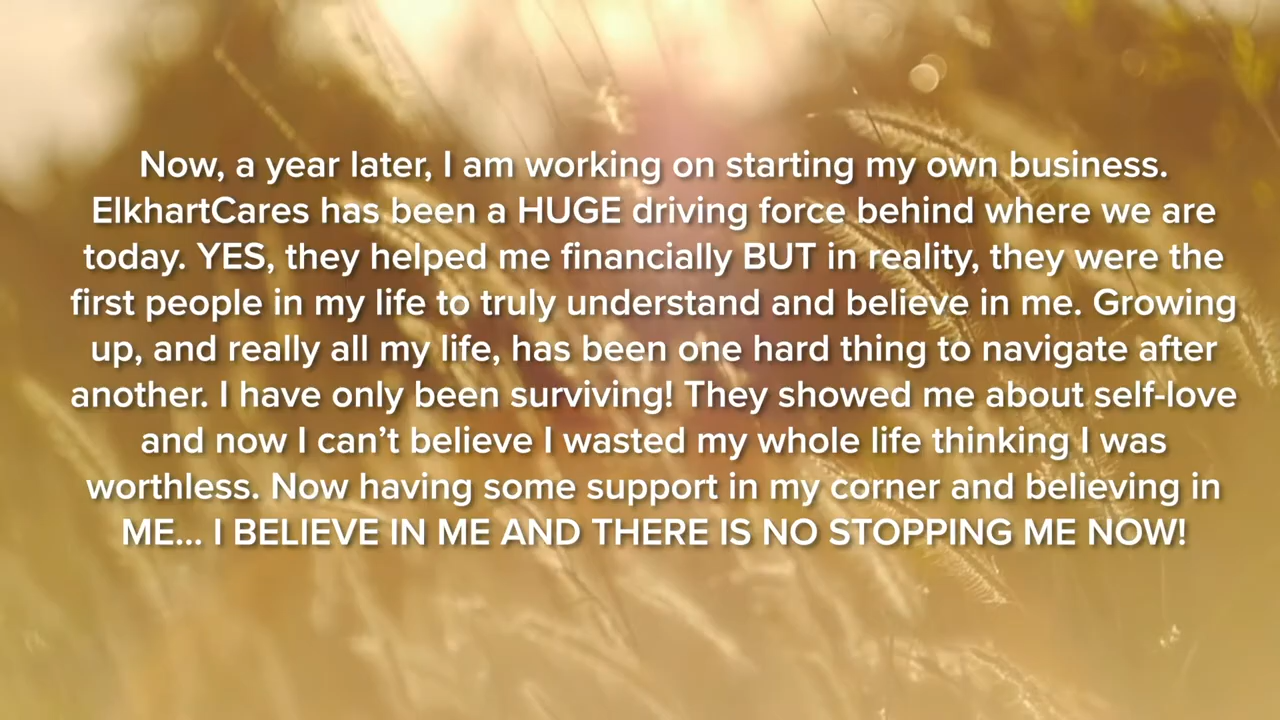 Now, a year later, I am working on starting my own business.
ElkhartCares has been a HUGE driving force behind where we are
today. YES, they helped me financially BUT in reality, they were the
first people in my life to truly understand and believe in me. Growing
up, and really all my life, has been one hard thing to navigate after
another. I have only been surviving! They showed me about self-love
and now I can’t believe I wasted my whole life thinking I was
worthless. Now having some support in my corner and believing in
ME... I BELIEVE IN ME AND THERE IS NO STOPPING ME NOW!